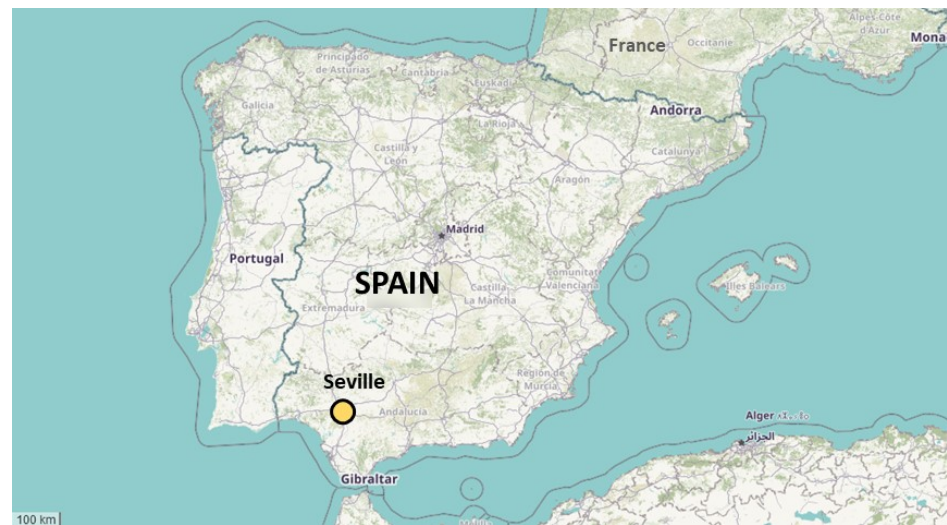 France
Occitanie
Alpes-Côte
d'Azur
Mona
Principado
de Asturias
Cantabria
Euskadi
Galicia
La Rioja
Andorra
Castilla y
León
Catalunya
Aragón
Madrid
Portugal
SPAIN
Castilla
La Mancha
Comunitat
Valenciana
Illes Balears
Extremadura
Seville
Región de
Murcia
Andalucía
Alger
الجزائر
Gibraltar
Melilla
100 km